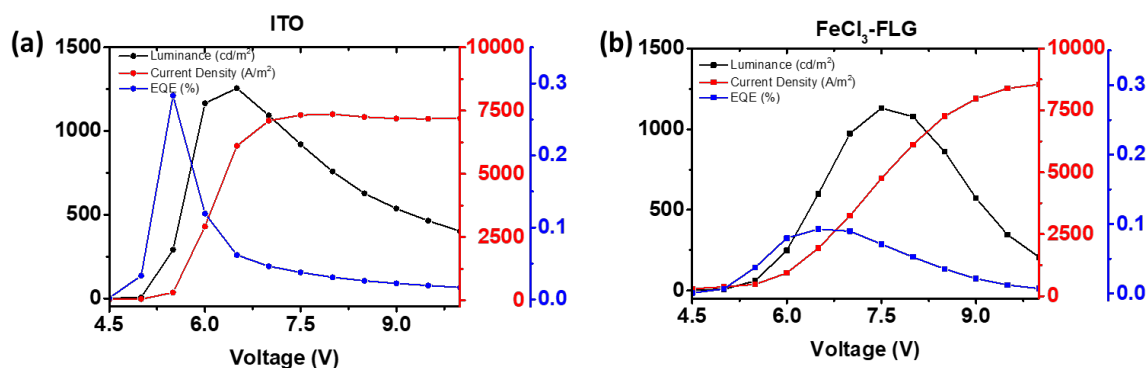 (a)
ITO
Luminance (cd/m²)
Current Density (A/m²)
EQE (%)
1500
1000
500
0
10000
7500
5000
2500
0
0.3
0.2
0.1
0.0
4.5 6.0 7.5 9.0
Voltage (V)
(b)
FeCl₃-FLG
Luminance (cd/m²)
Current Density (A/m²)
EQE (%)
1500
1000
500
0
10000
7500
5000
2500
0
0.3
0.2
0.1
0.0
4.5 6.0 7.5 9.0
Voltage (V)